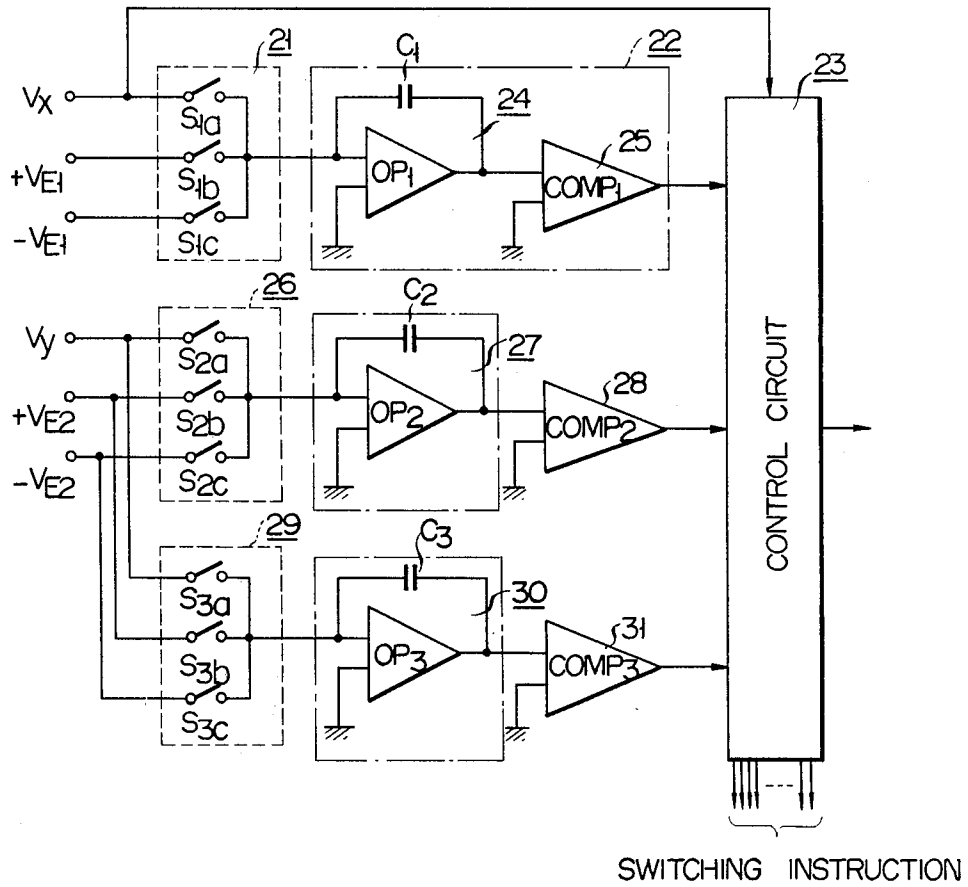 21
22
C1
23
Vx
S1a
24
25
+VE1
S1b
OP1
COMP1
-VE1
S1c
26
C2
Vy
S2a
27
28
+VE2
S2b
OP2
COMP2
-VE2
S2c
29
C3
S3a
30
31
S3b
OP3
COMP3
S3c
CONTROL CIRCUIT
SWITCHING INSTRUCTION